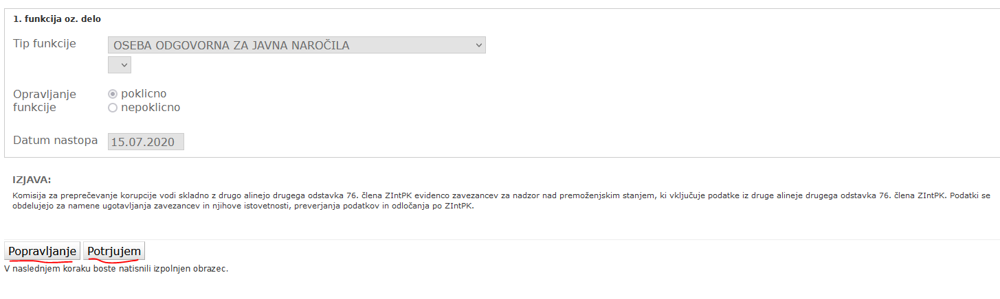 1. funkcija oz. delo
Tip funkcije
OSEBA ODGOVORNA ZA JAVNA NAROČILA
Opravljanje funkcije
poklicno
nepoklicno
Datum nastopa
15.07.2020
IZJAVA:
Komisija za preprečevanje korupcije vodi skladno z drugo alinejo drugega odstavka 76. člena ZIntPK evidenco zavezancev za nadzor nad premoženjskim stanjem, ki vključuje podatke iz druge alineje drugega odstavka 76. člena ZIntPK. Podatki se
obdelujejo za namene ugotavljanja zavezancev in njihove istovetnosti, preverjanja podatkov in odločanja po ZIntPK.
Popravljanje Potrjujem
V naslednjem koraku boste natisnili izpolnjen obrazec.